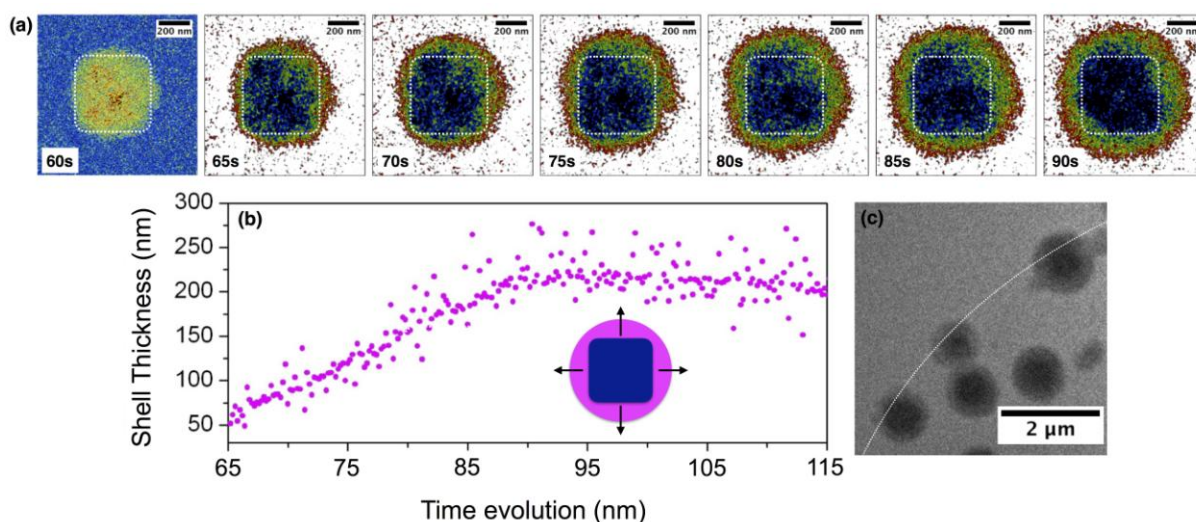 (a)
200 nm
200 nm
200 nm
200 nm
200 nm
200 nm
200 nm
60s
65s
70s
75s
80s
85s
90s
(b)
(c)
Shell Thickness (nm)
300
250
200
150
100
50
65
75
85
95
105
115
Time evolution (nm)
2 µm